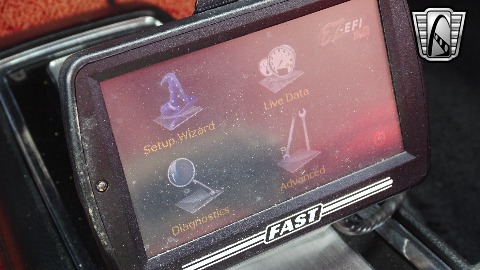 EZ-EFI
Setup Wizard
Live Data
Diagnostics
Advanced
FAST